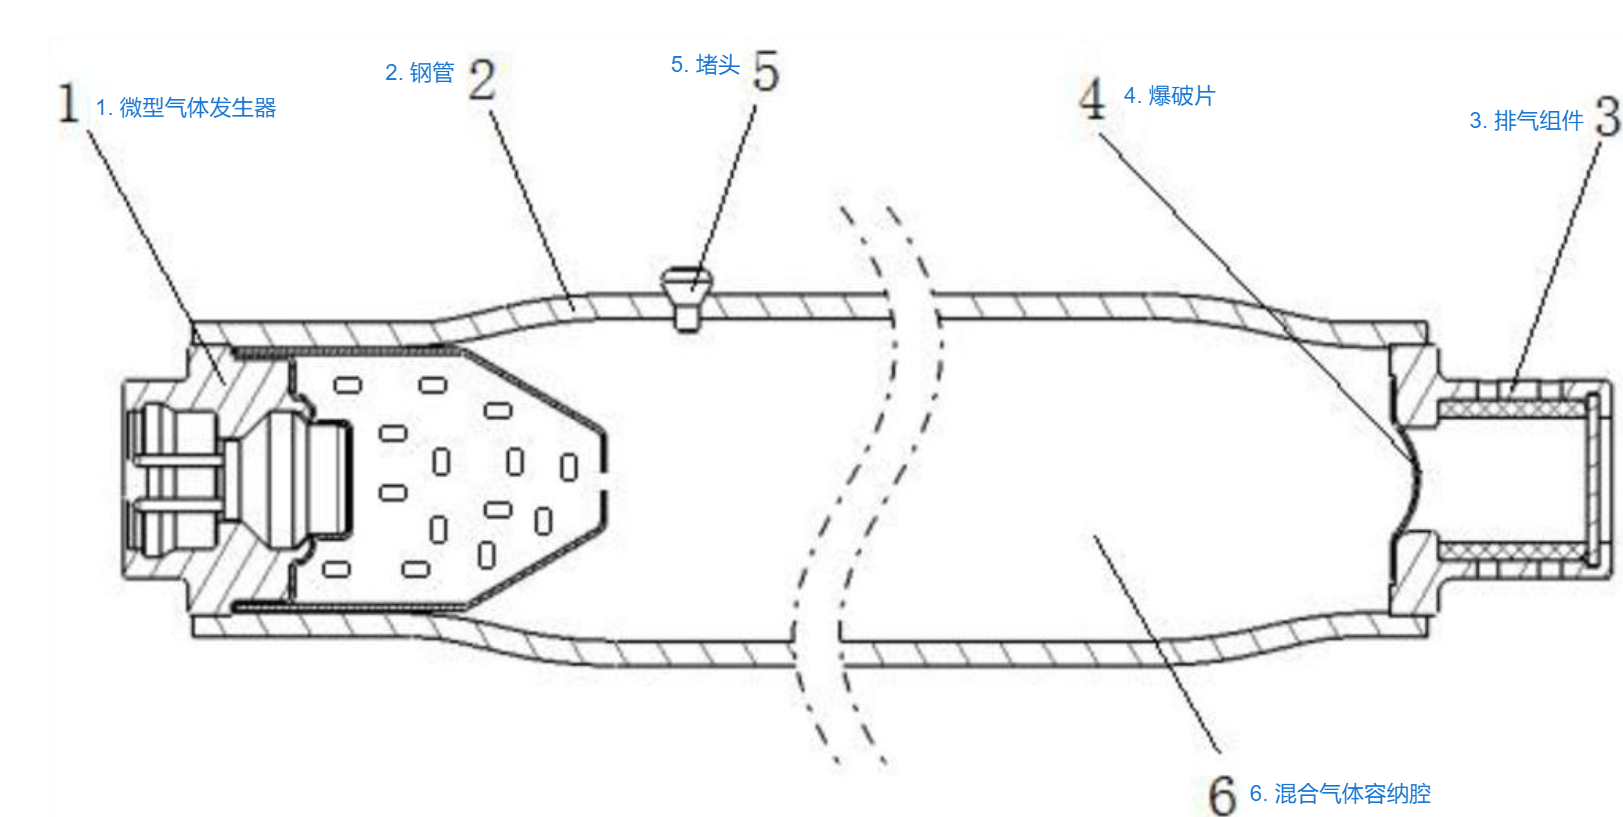 1 1. 微型气体发生器
2. 钢管 2
5. 堵头 5
4 4. 爆破片
3. 排气组件 3
6 6. 混合气体容纳腔